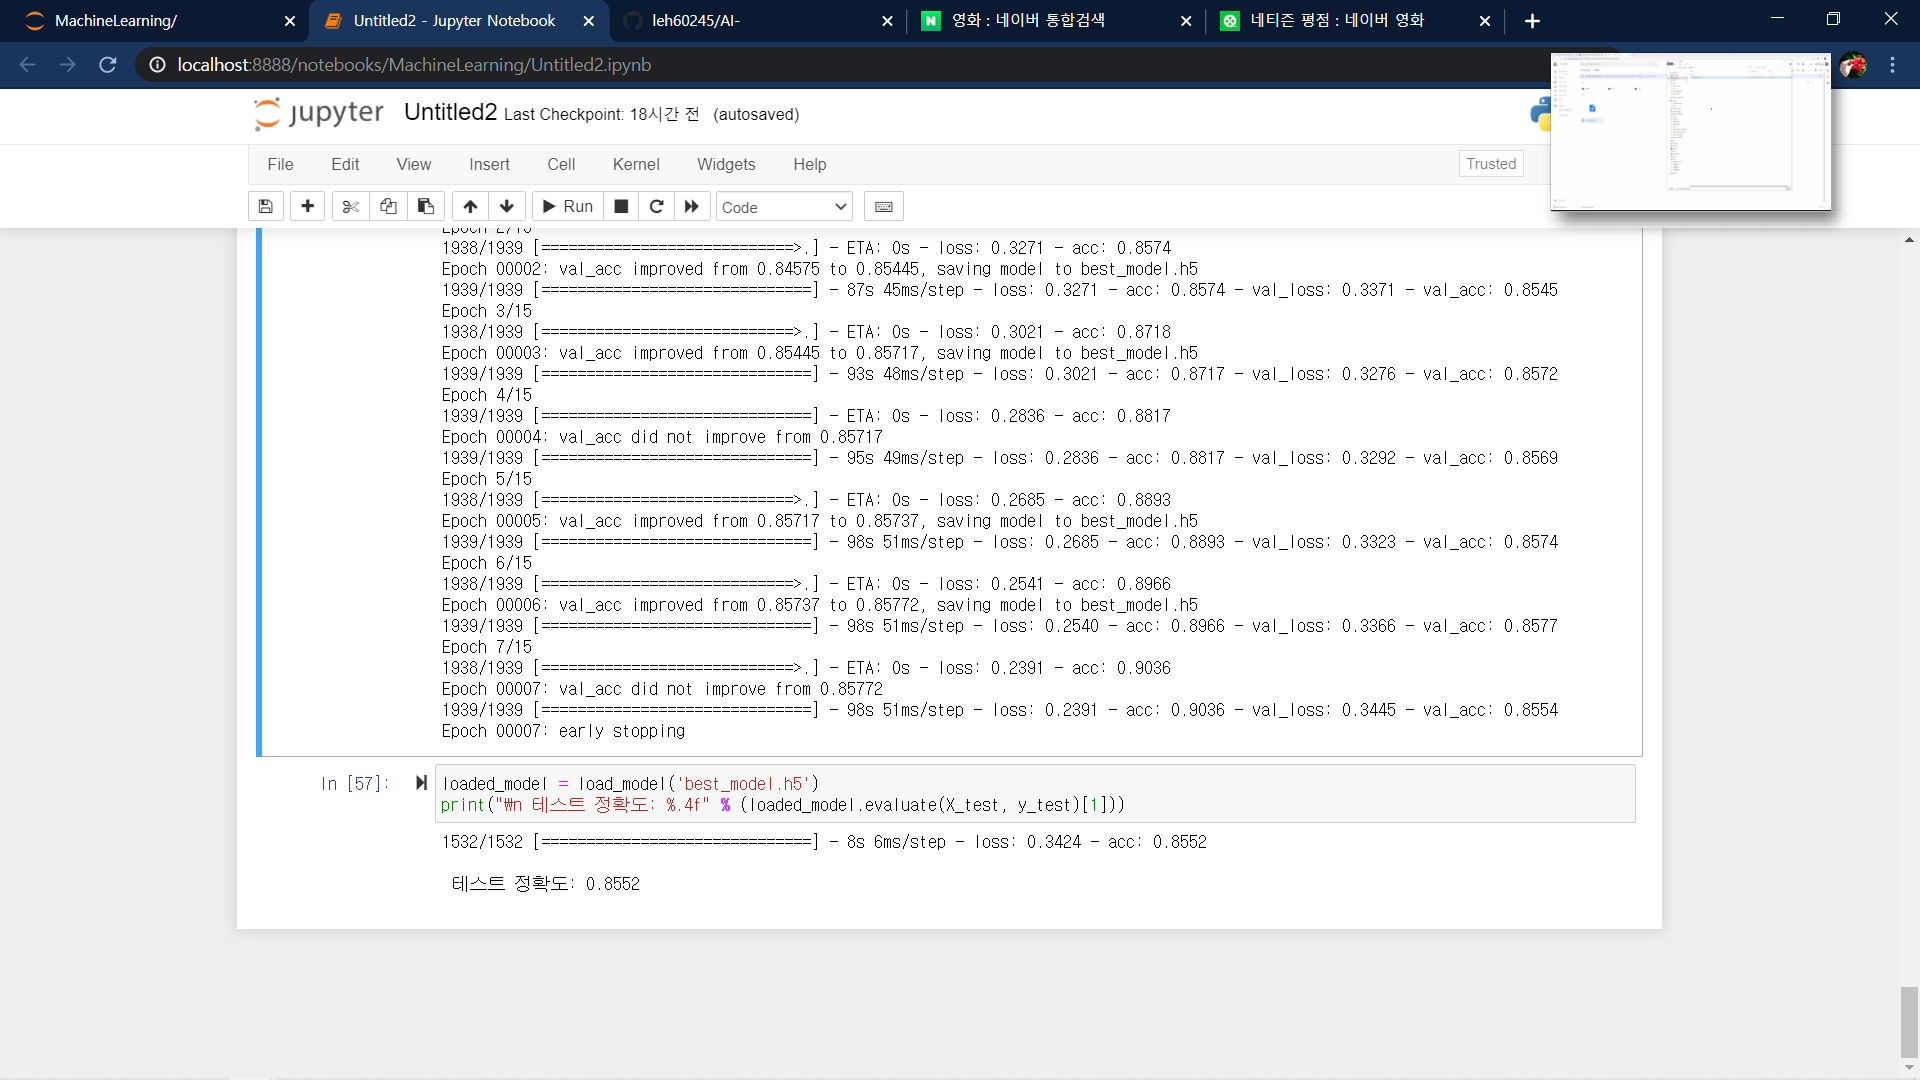 MachineLearning/
Untitled2 - Jupyter Notebook
leh60245/AI-
영화 : 네이버 통합검색
네티즌 평점 : 네이버 영화
localhost:8888/notebooks/MachineLearning/Untitled2.ipynb
jupyter Untitled2 Last Checkpoint: 18시간 전 (autosaved)
File Edit View Insert Cell Kernel Widgets Help Trusted
Run Code
Epoch 2/15
1938/1939 [============================>.] - ETA: 0s - loss: 0.3271 - acc: 0.8574
Epoch 00002: val_acc improved from 0.84575 to 0.85445, saving model to best_model.h5
1939/1939 [==============================] - 87s 45ms/step - loss: 0.3271 - acc: 0.8574 - val_loss: 0.3371 - val_acc: 0.8545
Epoch 3/15
1938/1939 [============================>.] - ETA: 0s - loss: 0.3021 - acc: 0.8718
Epoch 00003: val_acc improved from 0.85445 to 0.85717, saving model to best_model.h5
1939/1939 [==============================] - 93s 48ms/step - loss: 0.3021 - acc: 0.8717 - val_loss: 0.3276 - val_acc: 0.8572
Epoch 4/15
1939/1939 [==============================] - ETA: 0s - loss: 0.2836 - acc: 0.8817
Epoch 00004: val_acc did not improve from 0.85717
1939/1939 [==============================] - 95s 49ms/step - loss: 0.2836 - acc: 0.8817 - val_loss: 0.3292 - val_acc: 0.8569
Epoch 5/15
1938/1939 [============================>.] - ETA: 0s - loss: 0.2685 - acc: 0.8893
Epoch 00005: val_acc improved from 0.85717 to 0.85737, saving model to best_model.h5
1939/1939 [==============================] - 98s 51ms/step - loss: 0.2685 - acc: 0.8893 - val_loss: 0.3323 - val_acc: 0.8574
Epoch 6/15
1938/1939 [============================>.] - ETA: 0s - loss: 0.2541 - acc: 0.8966
Epoch 00006: val_acc improved from 0.85737 to 0.85772, saving model to best_model.h5
1939/1939 [==============================] - 98s 51ms/step - loss: 0.2540 - acc: 0.8966 - val_loss: 0.3366 - val_acc: 0.8577
Epoch 7/15
1938/1939 [============================>.] - ETA: 0s - loss: 0.2391 - acc: 0.9036
Epoch 00007: val_acc did not improve from 0.85772
1939/1939 [==============================] - 98s 51ms/step - loss: 0.2391 - acc: 0.9036 - val_loss: 0.3445 - val_acc: 0.8554
Epoch 00007: early stopping
In [57]: loaded_model = load_model('best_model.h5')
print("₩n 테스트 정확도: %.4f" % (loaded_model.evaluate(X_test, y_test)[1]))
1532/1532 [==============================] - 8s 6ms/step - loss: 0.3424 - acc: 0.8552
테스트 정확도: 0.8552